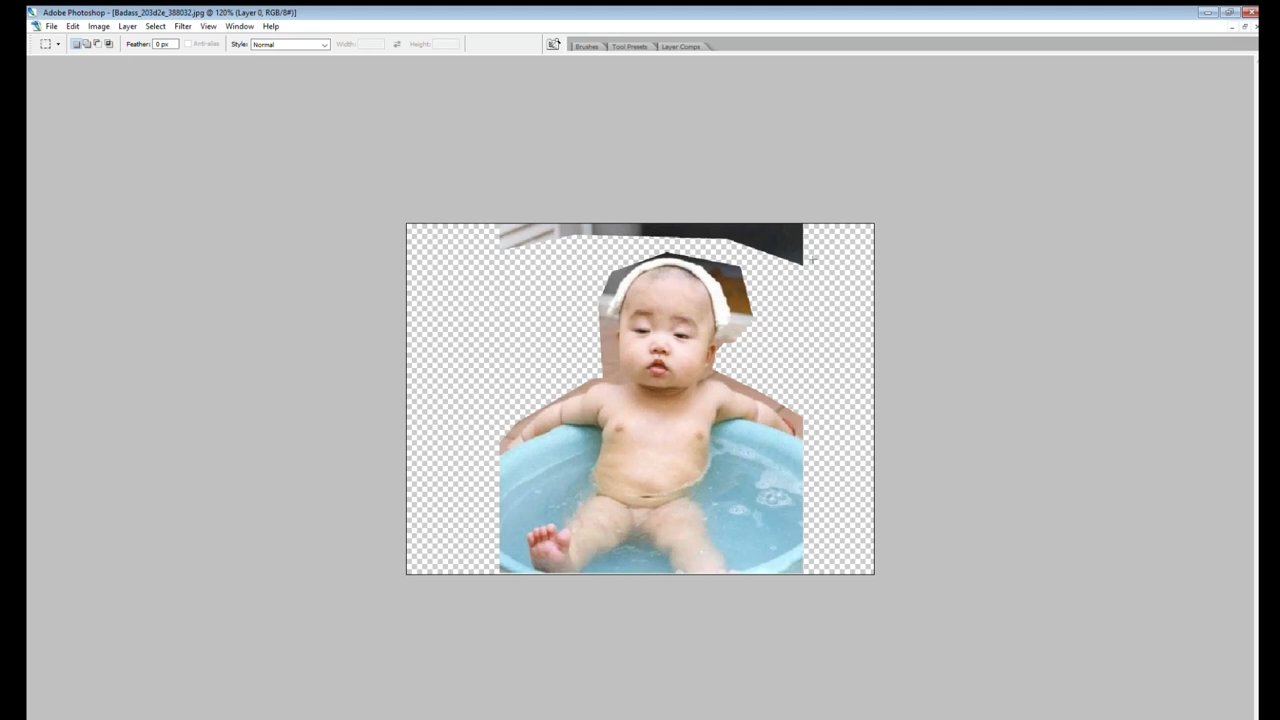 Adobe Photoshop - [Badass_203d2e_388032.jpg @ 120% (Layer 0, RGB/8#)]
File Edit Image Layer Select Filter View Window Help
Feather: 0 px Anti-alias Style: Normal Width: Height: Brushes Tool Presets Layer Comps